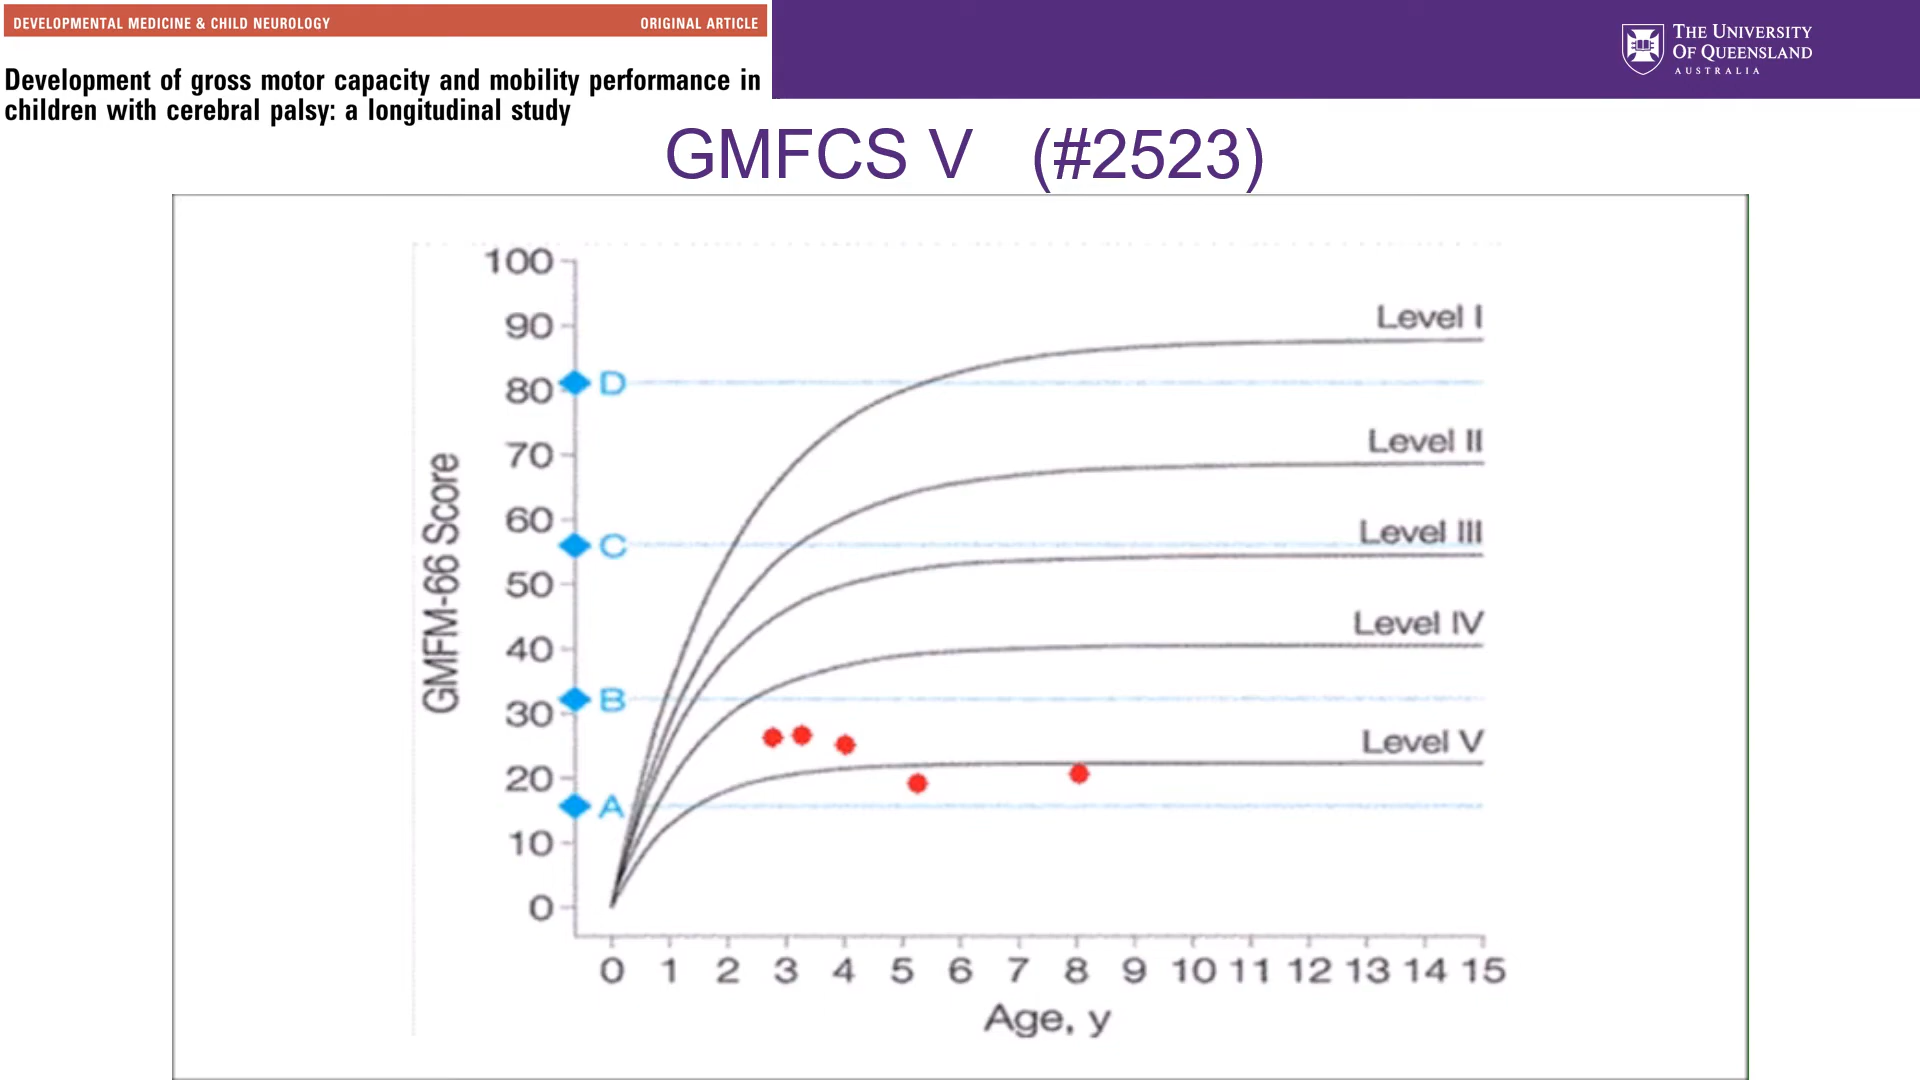 DEVELOPMENTAL MEDICINE & CHILD NEUROLOGY ORIGINAL ARTICLE
Development of gross motor capacity and mobility performance in
children with cerebral palsy: a longitudinal study
THE UNIVERSITY
OF QUEENSLAND
AUSTRALIA
GMFCS V (#2523)
100
90
80
70
60
50
40
30
20
10
0
GMFM-66 Score
D
C
B
A
Level I
Level II
Level III
Level IV
Level V
0 1 2 3 4 5 6 7 8 9 10 11 12 13 14 15
Age, y